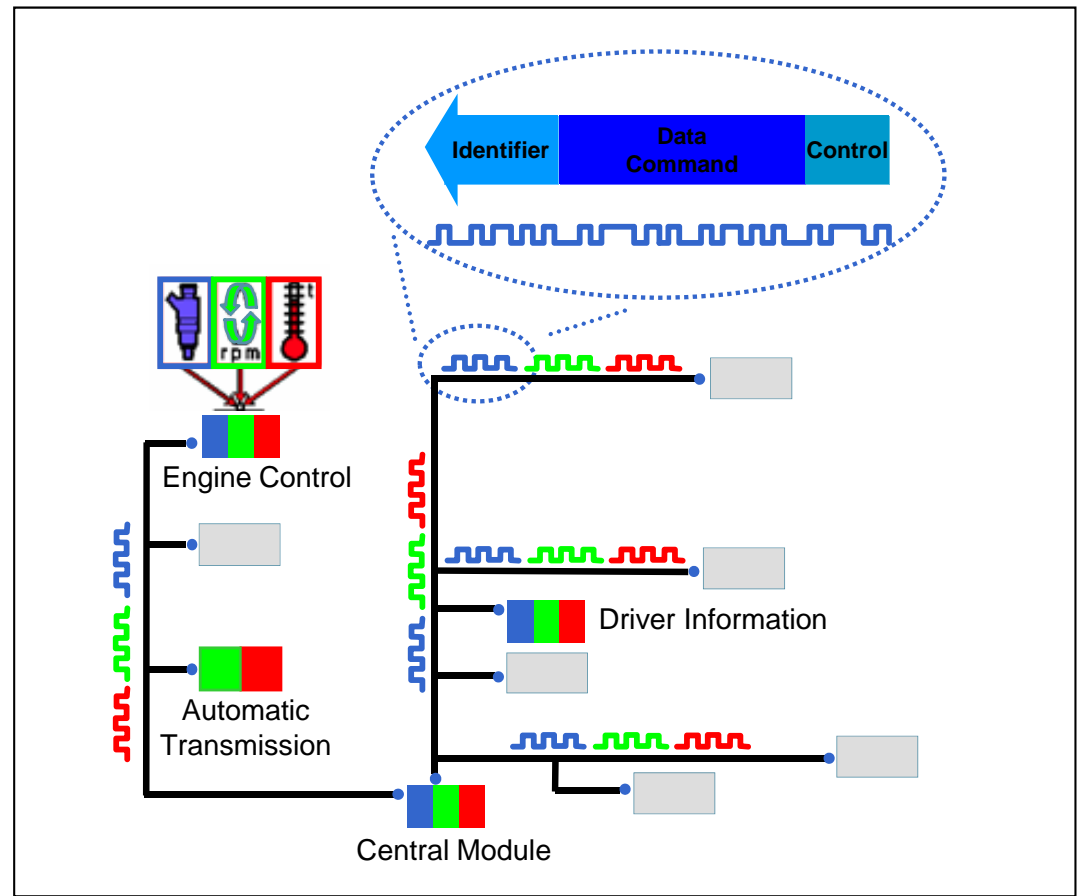 Identifier
Data
Command
Control
t
rpm
Engine Control
Driver Information
Automatic
Transmission
Central Module